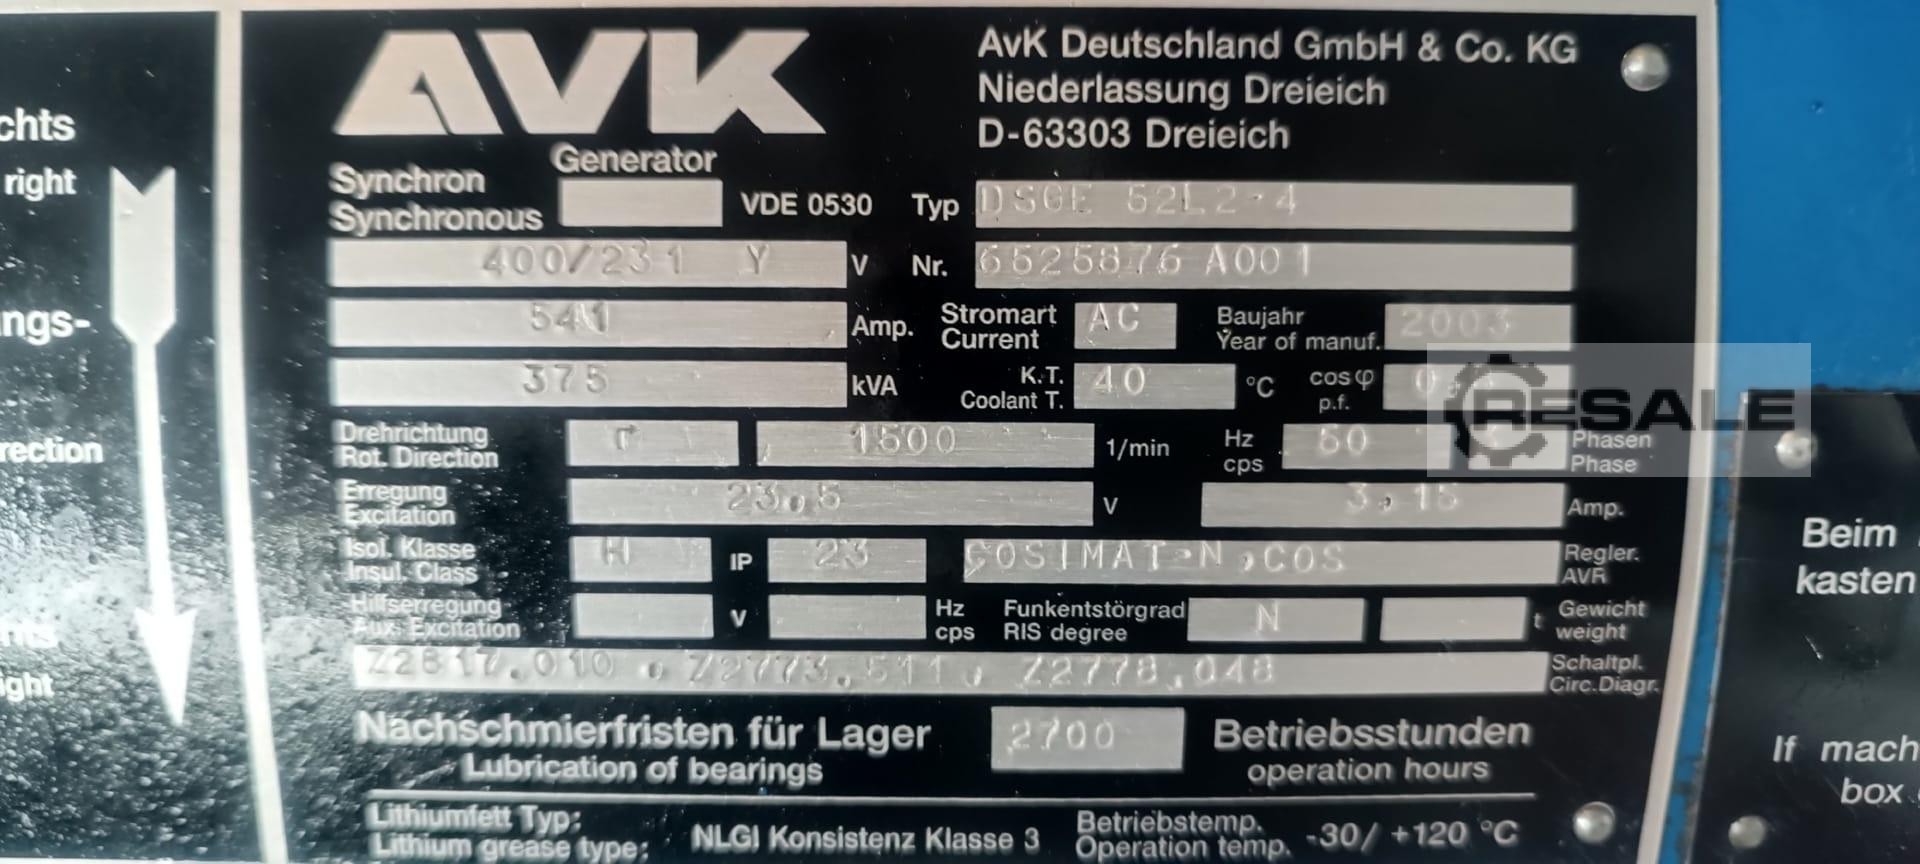 AVK
AvK Deutschland GmbH & Co. KG
Niederlassung Dreieich
D-63303 Dreieich
Synchron
Synchronous
Generator
VDE 0530
Typ DSGE 62L2-4
400/231 Y V
Nr. 6525876 A001
541 Amp.
Stromart
Current
AC
Baujahr
Year of manuf.
2003
375 kVA
K.T.
Coolant T.
40 °C
cos φ
p.f.
RESALE
Drehrichtung
Rot. Direction
r
1500 1/min
Hz
cps
50
Phasen
Phase
Erregung
Excitation
23.5 V
3.15 Amp.
Isol. Klasse
Insul. Class
H
IP 23
COSIMAT-N,COS
Regler.
AVR
Hilfserregung
Aux. Excitation
V
Hz
cps
Funkentstörgrad
RIS degree
N
t
Gewicht
weight
Z2817.010 . Z2773.511, Z2778.048
Schaltpl.
Circ.Diagr.
Nachschmierfristen für Lager
Lubrication of bearings
2700
Betriebsstunden
operation hours
Lithiumfett Typ:
Lithium grease type:
NLGI Konsistenz Klasse 3
Betriebstemp.
Operation temp.
-30/ +120 °C
chts
right
ngs-
rection
ight
Beim
kasten
If mach
box